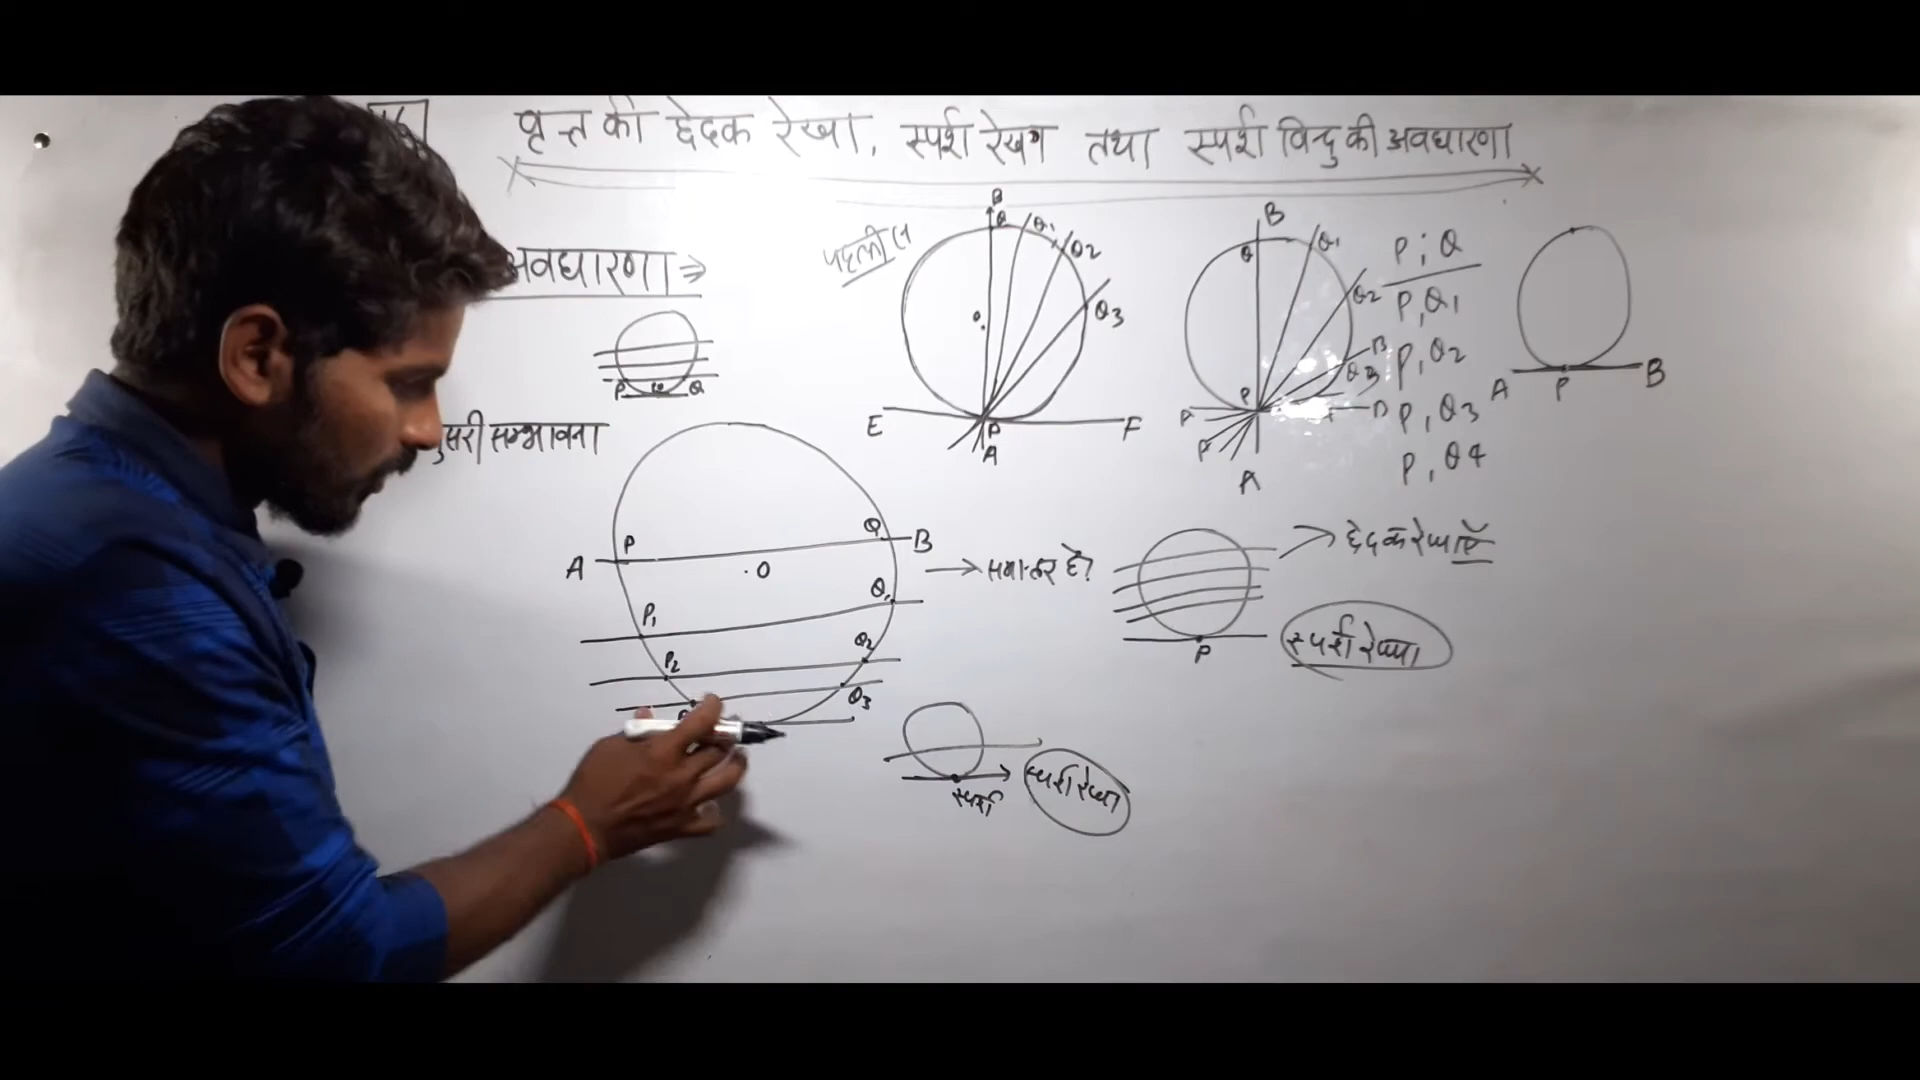 वृत्त की छेदक रेखा, स्पर्श रेखा तथा स्पर्श बिन्दु की अवधारणा
अवधारणा ⇒
पहली
B
Q Q1 Q2 Q3
O
E P F
A
B
Q Q1
Q2
B
Q3
P
A D
P
A
P ; Q
P, Q1
P, Q2
P, Q3
P, Q4
A P B
P Q
दुसरी सम्भावना
A P Q B
O
P1 Q1
P2 Q2
Q3
→ समान्तर है?
→ छेदक रेखाएँ
P
स्पर्श रेखा
स्पर्श
स्पर्श रेखा